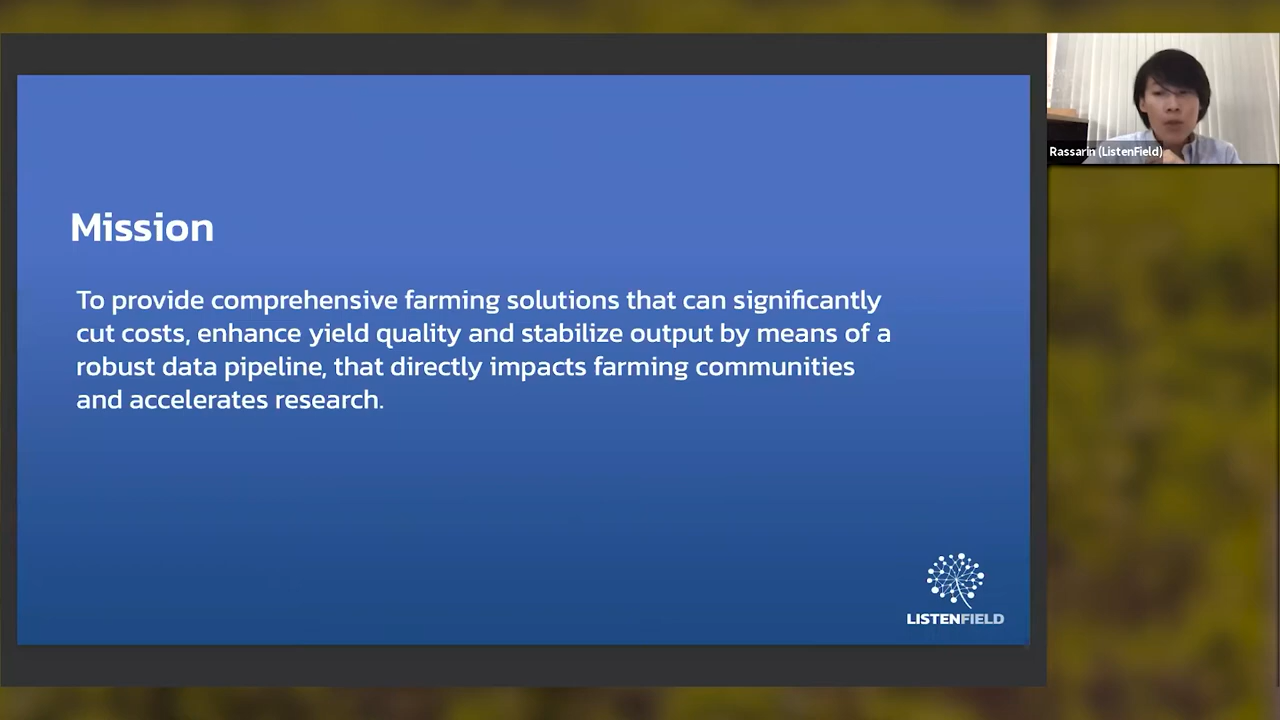 Mission
To provide comprehensive farming solutions that can significantly
cut costs, enhance yield quality and stabilize output by means of a
robust data pipeline, that directly impacts farming communities
and accelerates research.
LISTENFIELD
Rassarin (ListenField)